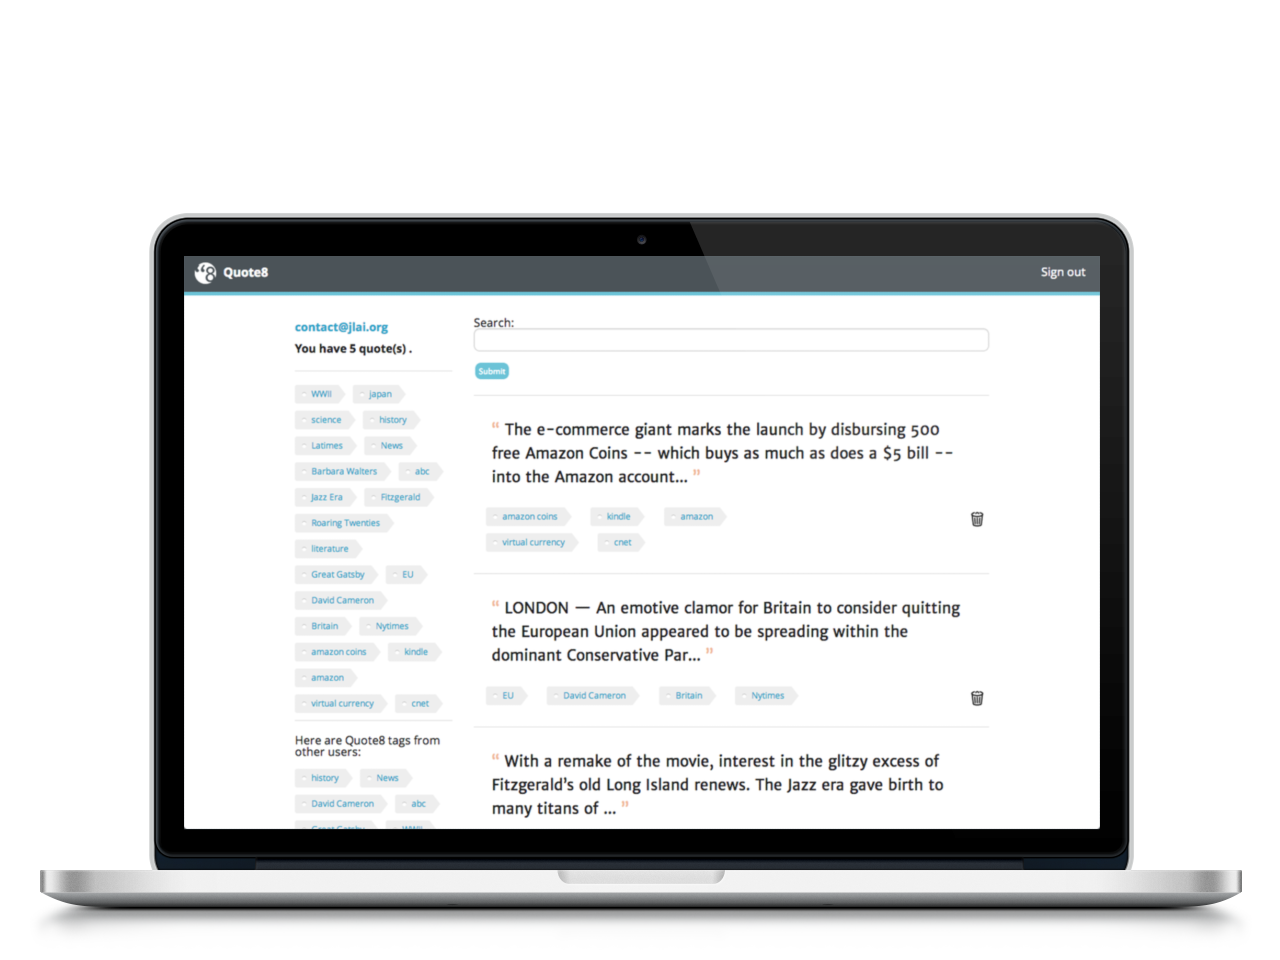 Quote8
Sign out
contact@jlai.org
You have 5 quote(s) .
WWII japan
science history
Latimes News
Barbara Walters abc
Jazz Era Fitzgerald
Roaring Twenties
literature
Great Gatsby EU
David Cameron
Britain Nytimes
amazon coins kindle
amazon
virtual currency cnet
Here are Quote8 tags from
other users:
history News
David Cameron abc
Great Gatsby WWII
Search:
Submit
“ The e-commerce giant marks the launch by disbursing 500
free Amazon Coins -- which buys as much as does a $5 bill --
into the Amazon account... ”
amazon coins kindle amazon
virtual currency cnet
“ LONDON — An emotive clamor for Britain to consider quitting
the European Union appeared to be spreading within the
dominant Conservative Par... ”
EU David Cameron Britain Nytimes
“ With a remake of the movie, interest in the glitzy excess of
Fitzgerald’s old Long Island renews. The Jazz era gave birth to
many titans of ... ”